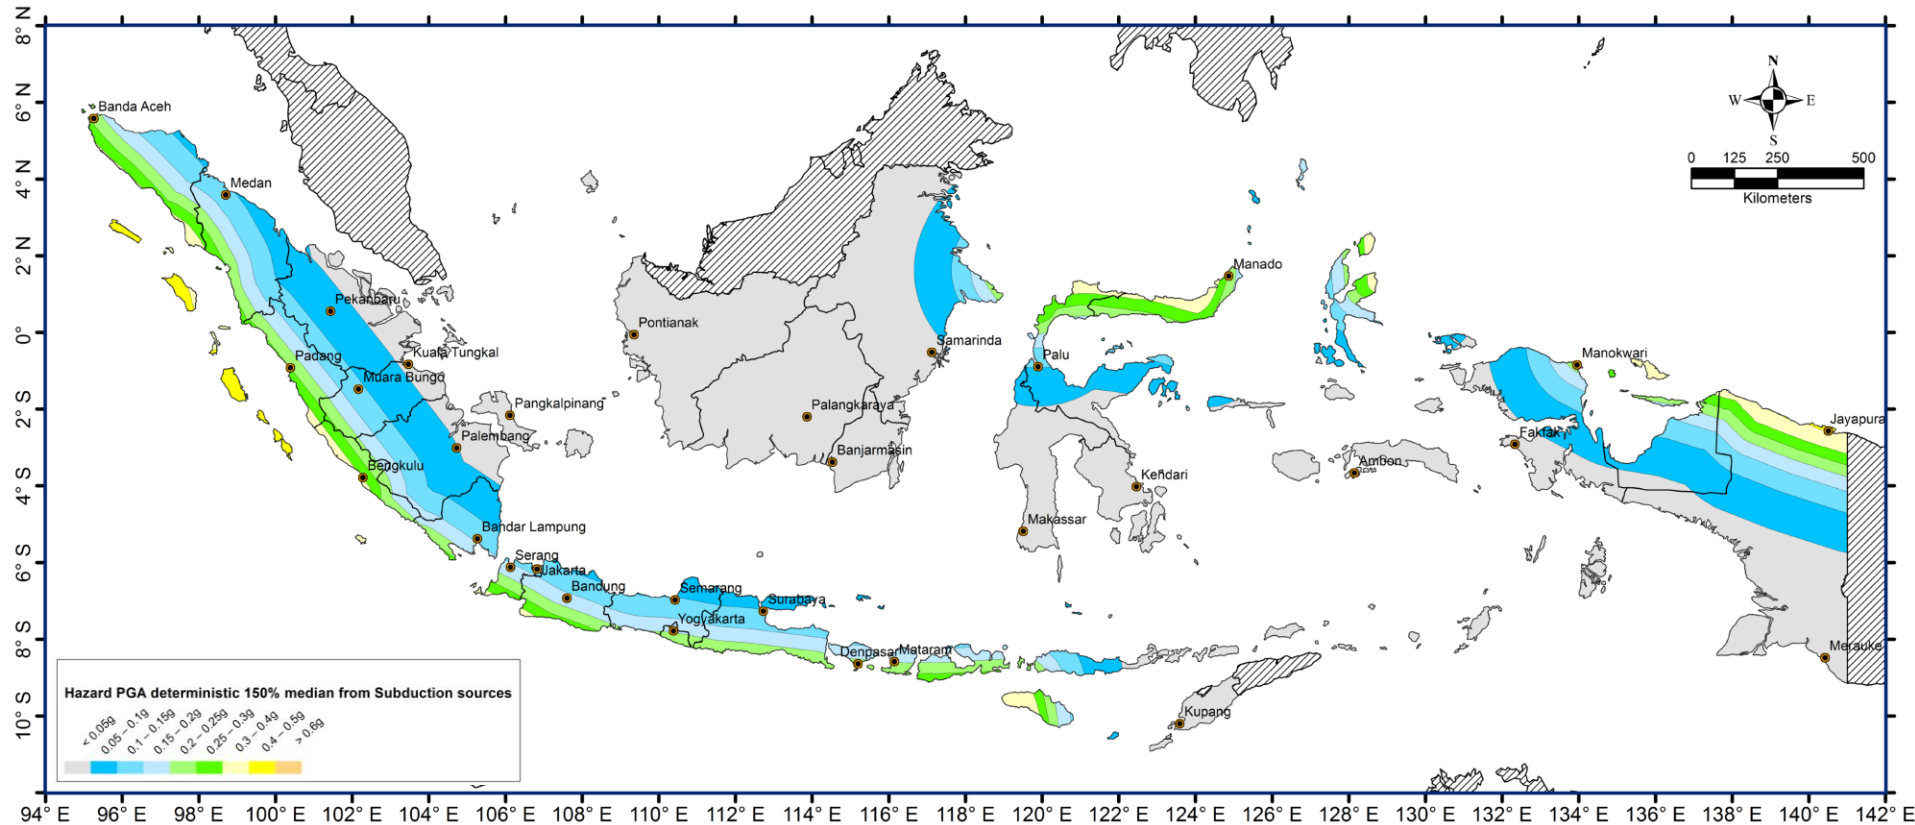 8° N
6° N
4° N
2° N
0°
2° S
4° S
6° S
8° S
10° S
94° E 96° E 98° E 100° E 102° E 104° E 106° E 108° E 110° E 112° E 114° E 116° E 118° E 120° E 122° E 124° E 126° E 128° E 130° E 132° E 134° E 136° E 138° E 140° E 142° E
N
W E
S
0 125 250 500
Kilometers
Banda Aceh
Medan
Pekanbaru
Padang
Kuala Tungkal
Muara Bungo
Pangkalpinang
Palembang
Bengkulu
Bandar Lampung
Serang
Jakarta
Bandung
Semarang
Yogyakarta
Surabaya
Denpasar
Mataram
Kupang
Pontianak
Samarinda
Palangkaraya
Banjarmasin
Manado
Palu
Kendari
Makassar
Ambon
Fakfak
Manokwari
Jayapura
Merauke
Hazard PGA deterministic 150% median from Subduction sources
< 0.05g
0.05 – 0.1g
0.1 – 0.15g
0.15 – 0.2g
0.2 – 0.25g
0.25 – 0.3g
0.3 – 0.4g
0.4 – 0.5g
> 0.6g